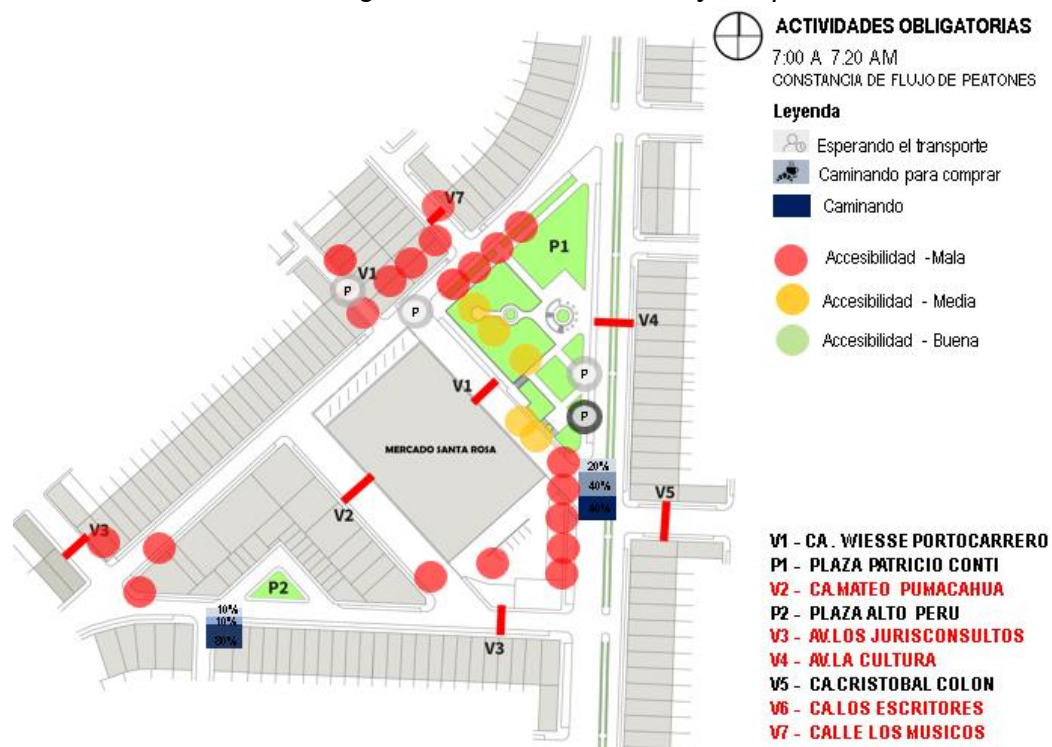 ACTIVIDADES OBLIGATORIAS
7:00 A 7.20 AM
CONSTANCIA DE FLUJO DE PEATONES
Leyenda
Esperando el transporte
Caminando para comprar
Caminando
Accesibilidad -Mala
Accesibilidad - Media
Accesibilidad - Buena
V7
P1
V1
P
P
V4
P
V1
P
MERCADO SANTA ROSA
20%
40%
40%
V5
V2
V3
P2
10%
10%
80%
V3
V1 - CA. WIESSE PORTOCARRERO
P1 - PLAZA PATRICIO CONTI
V2 - CA.MATEO PUMACAHUA
P2 - PLAZA ALTO PERU
V3 - AV.LOS JURISCONSULTOS
V4 - AV.LA CULTURA
V5 - CA.CRISTOBAL COLON
V6 - CA.LOS ESCRITORES
V7 - CALLE LOS MUSICOS